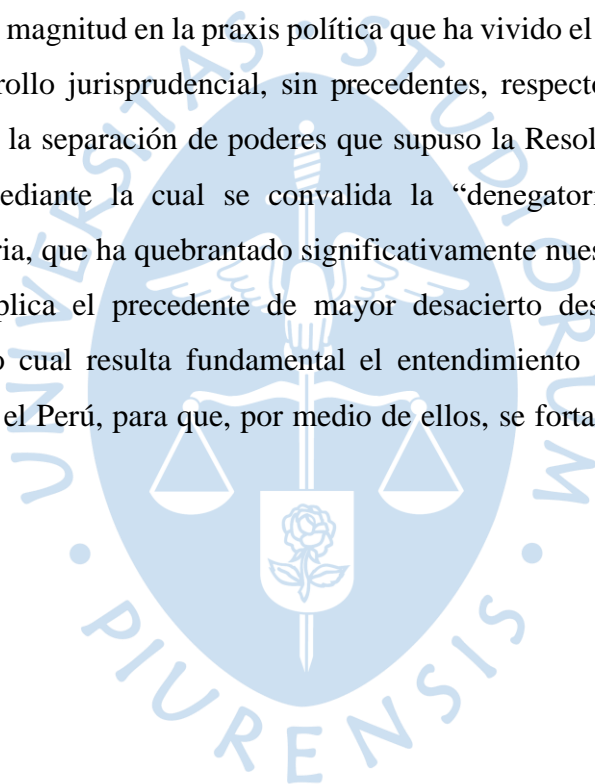 magnitud en la praxis política que ha vivido el
rollo jurisprudencial, sin precedentes, respecto
la separación de poderes que supuso la Resol
ediante la cual se convalida la “denegatori
ria, que ha quebrantado significativamente nues
plica el precedente de mayor desacierto des
o cual resulta fundamental el entendimiento
el Perú, para que, por medio de ellos, se forta
UNIVERSITAS STUDIORUM
PIURENSIS